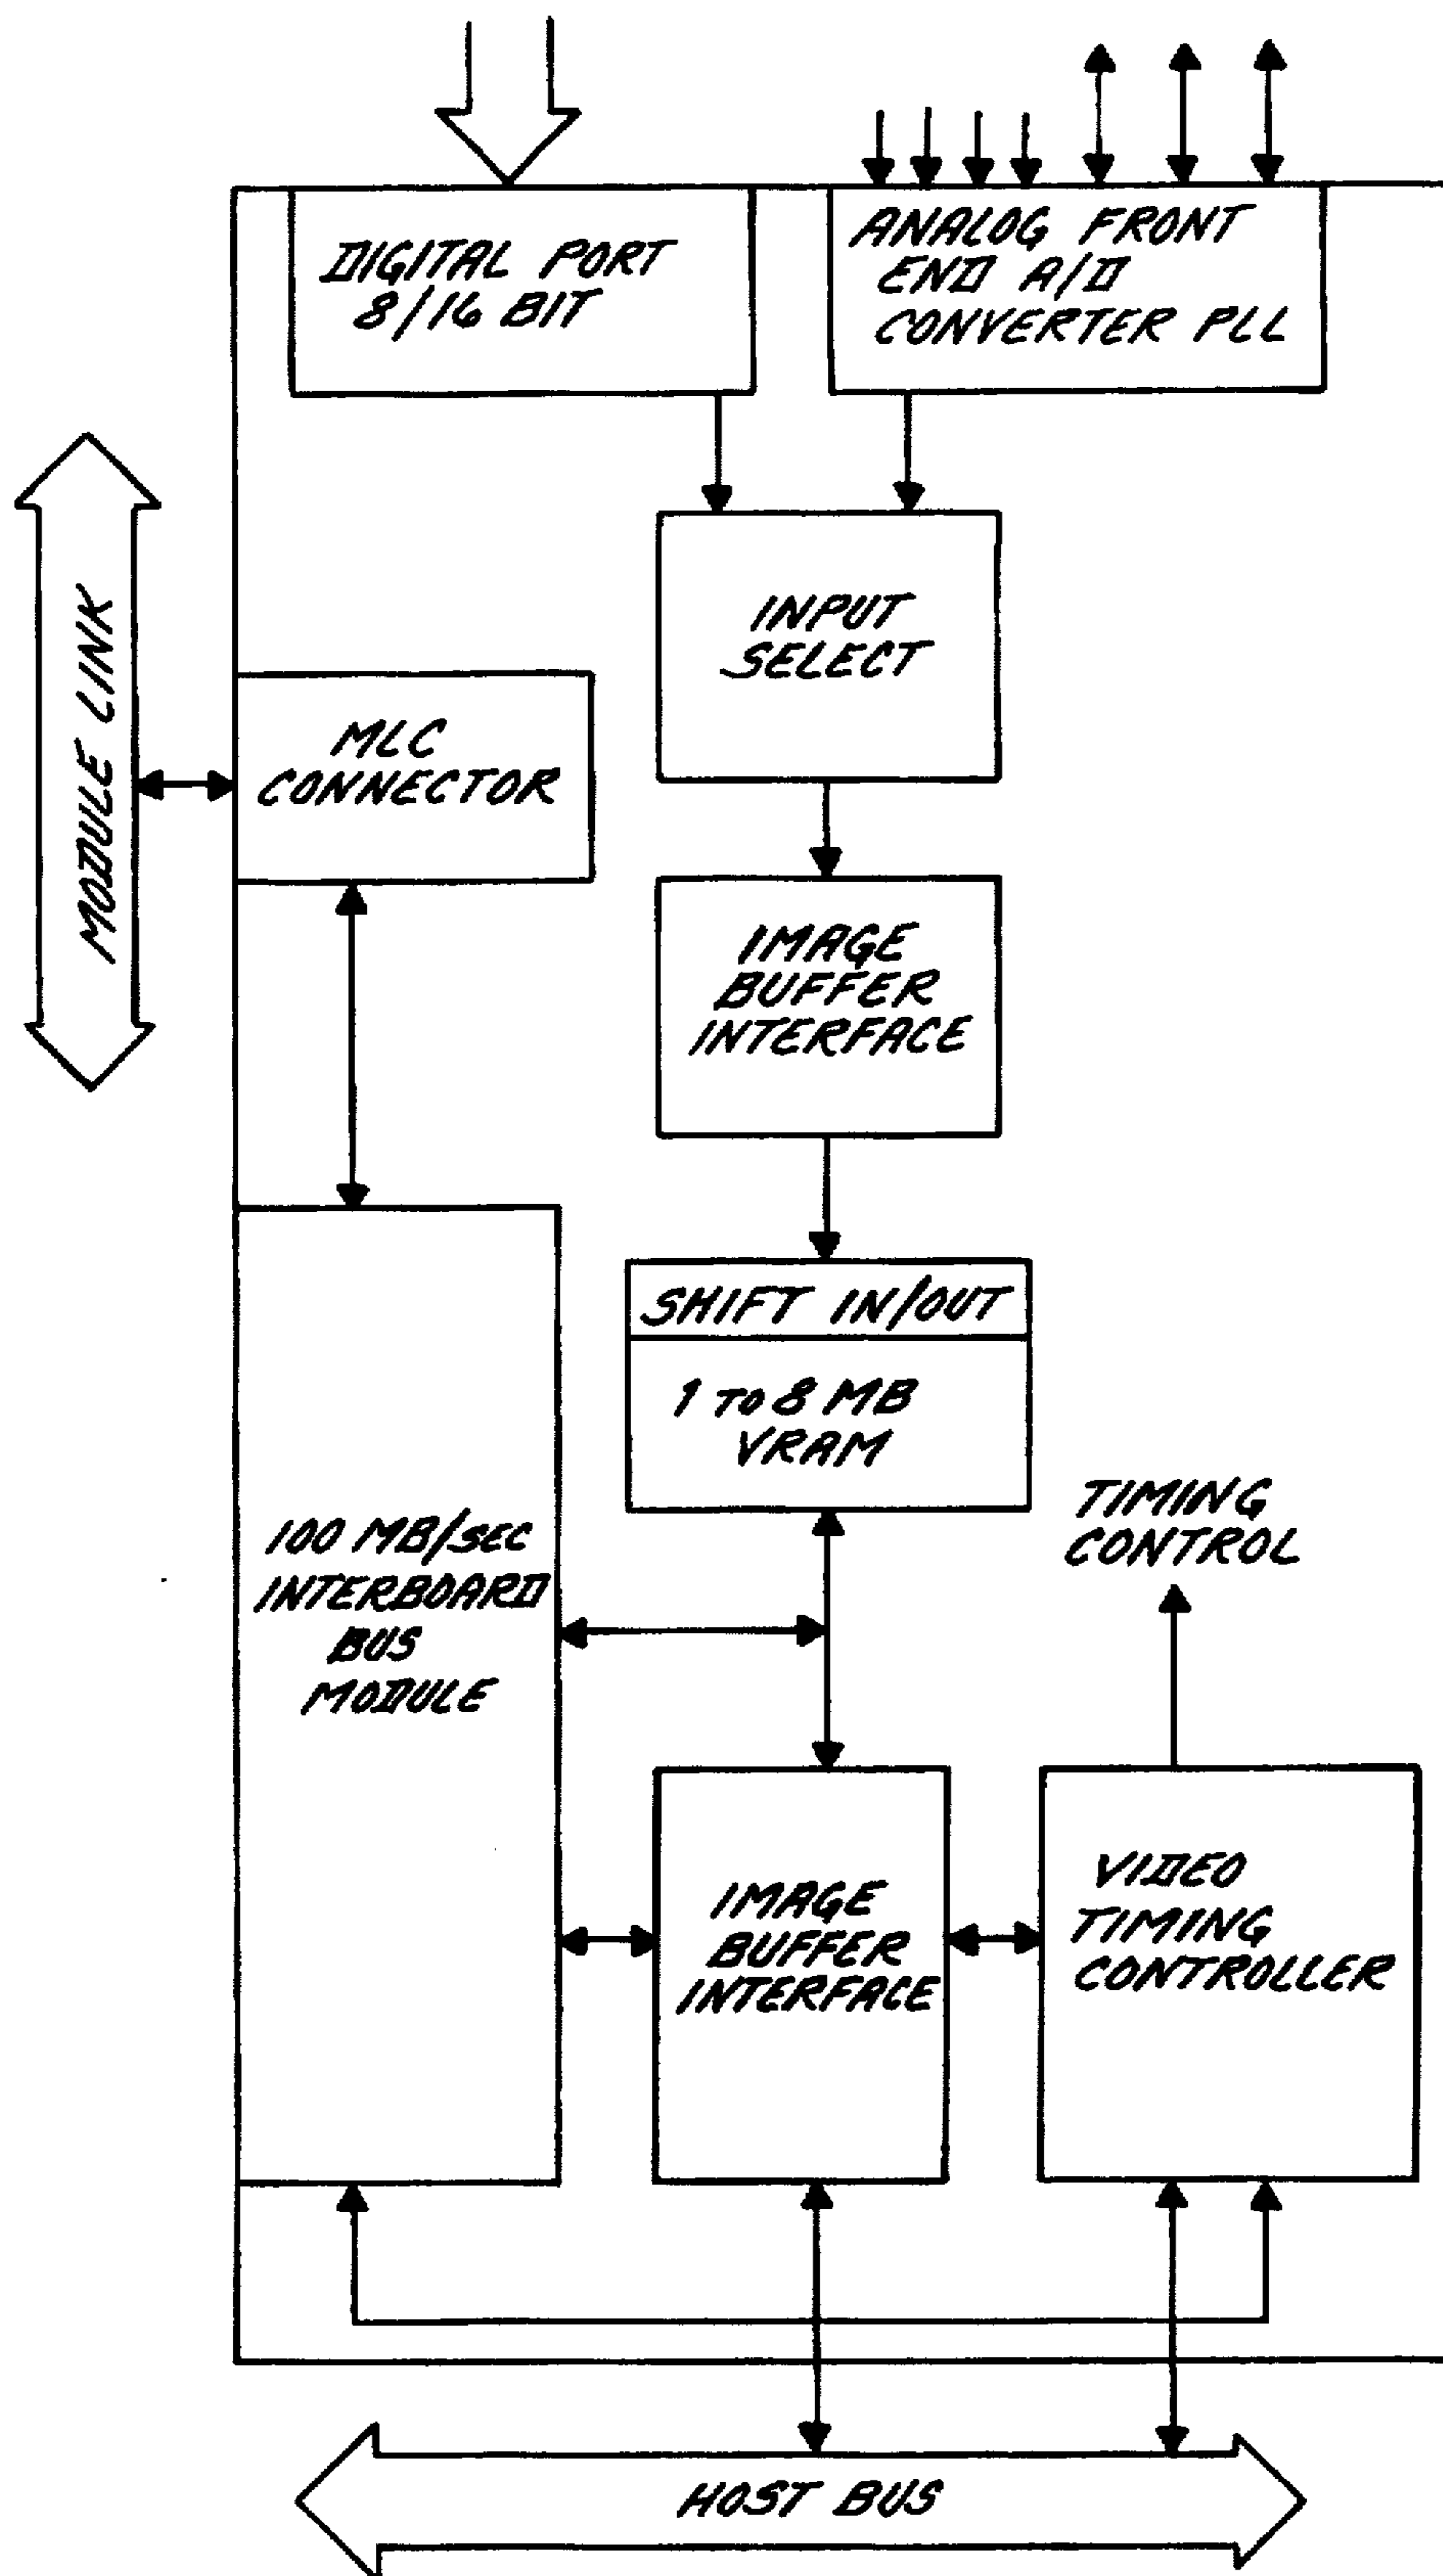 DIGITAL PORT
8/16 BIT
ANALOG FRONT
END A/D
CONVERTER PLL
INPUT
SELECT
MODULE LINK
MLC
CONNECTOR
IMAGE
BUFFER
INTERFACE
SHIFT IN/OUT
1 TO 8 MB
VRAM
100 MB/SEC
INTERBOARD
BUS
MODULE
TIMING
CONTROL
IMAGE
BUFFER
INTERFACE
VIDEO
TIMING
CONTROLLER
HOST BUS